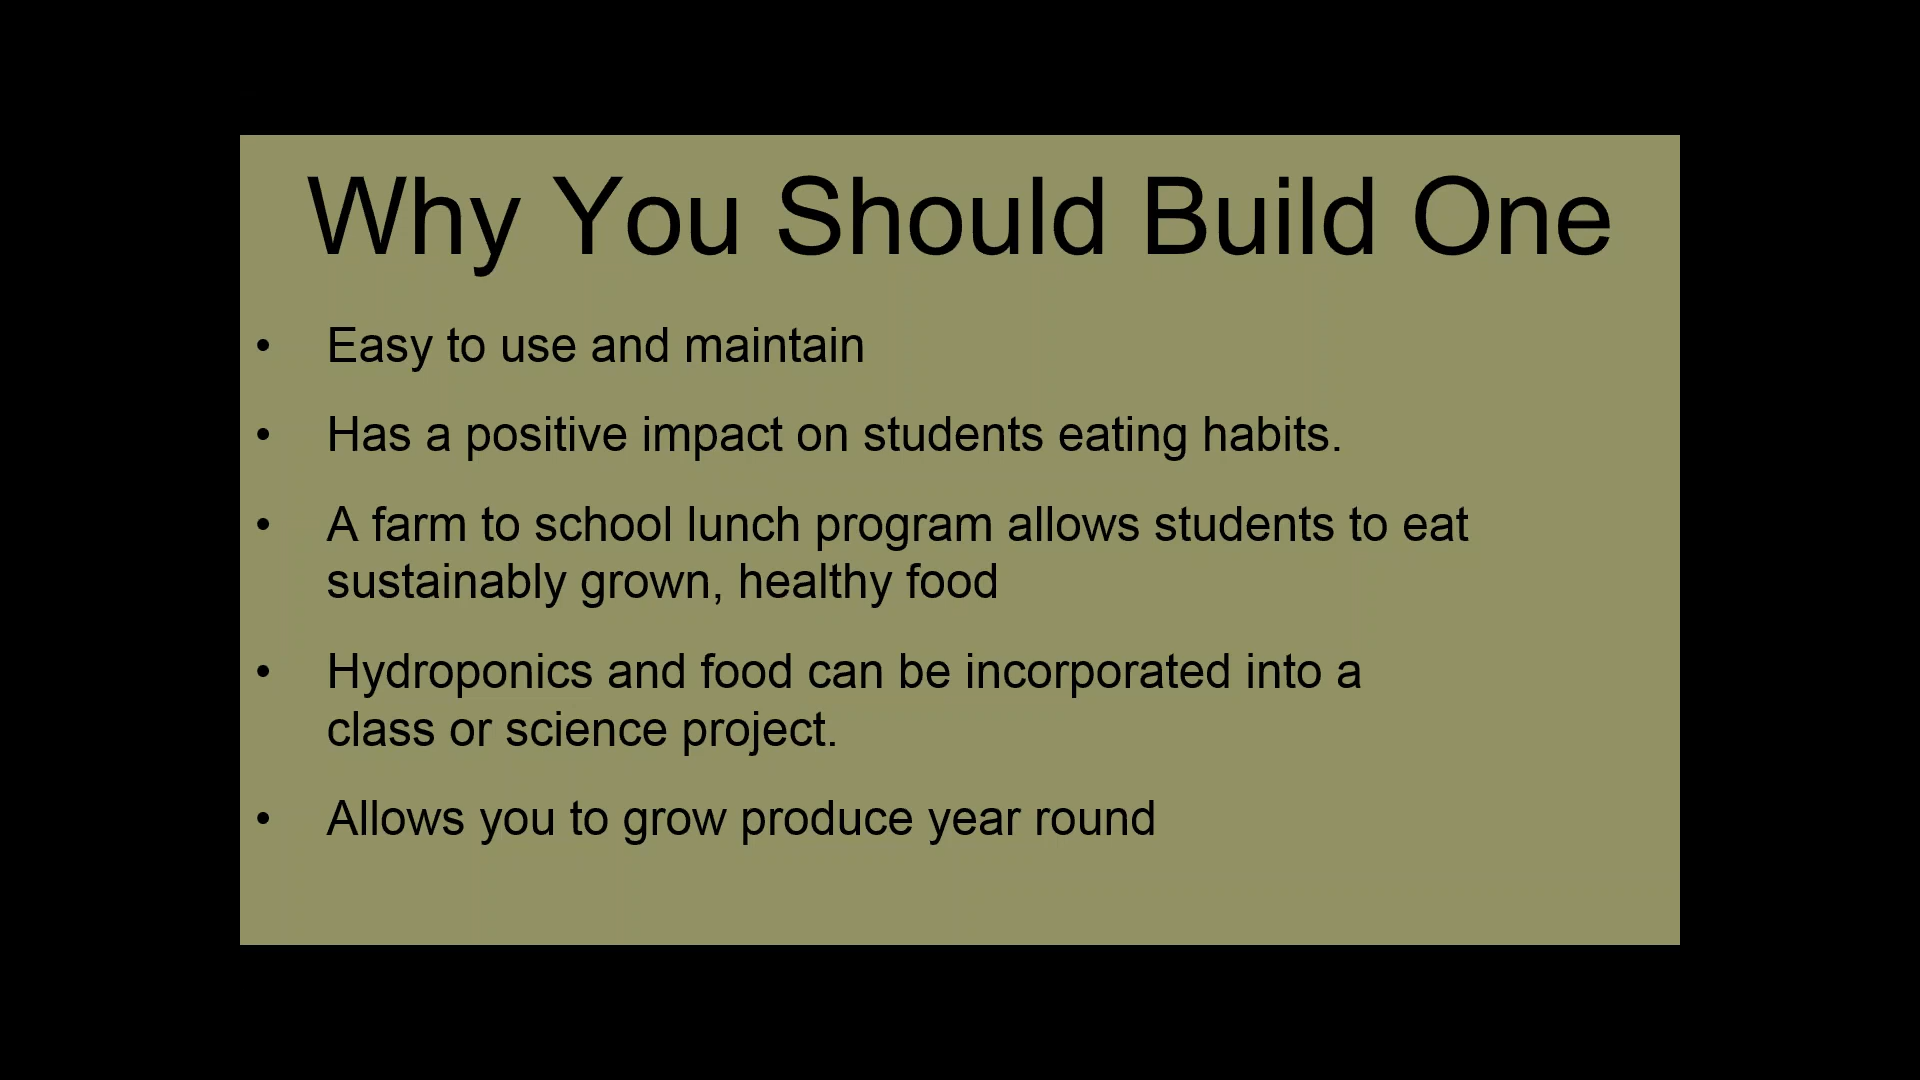 Why You Should Build One
• Easy to use and maintain
• Has a positive impact on students eating habits.
• A farm to school lunch program allows students to eat
sustainably grown, healthy food
• Hydroponics and food can be incorporated into a
class or science project.
• Allows you to grow produce year round